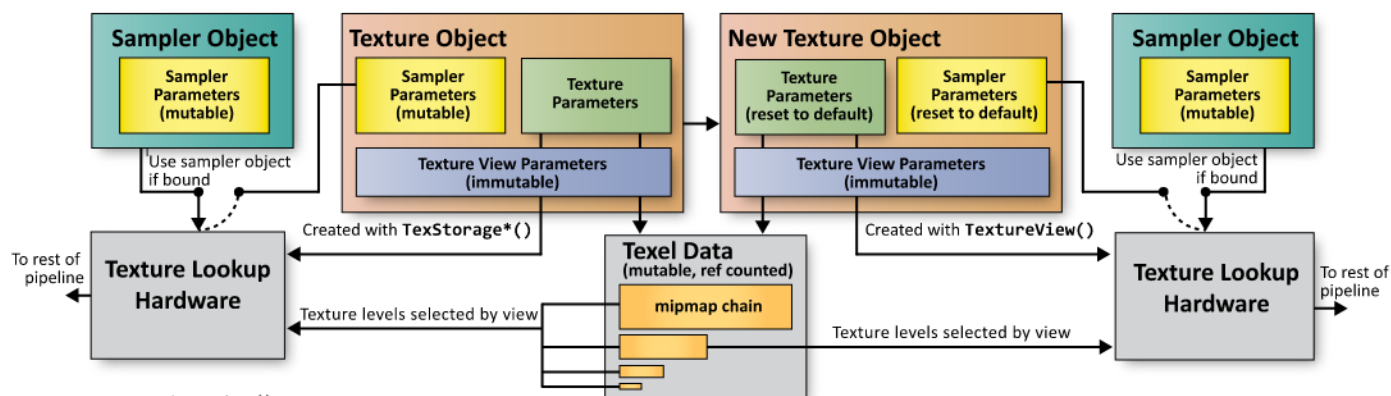 Sampler Object
Sampler
Parameters
(mutable)
Use sampler object
if bound
Texture Object
Sampler
Parameters
(mutable)
Texture
Parameters
Texture View Parameters
(immutable)
Created with TexStorage*()
New Texture Object
Texture
Parameters
(reset to default)
Sampler
Parameters
(reset to default)
Texture View Parameters
(immutable)
Created with TextureView()
Sampler Object
Sampler
Parameters
(mutable)
Use sampler object
if bound
To rest of
pipeline
Texture Lookup
Hardware
Texture levels selected by view
Texel Data
(mutable, ref counted)
mipmap chain
Texture levels selected by view
Texture Lookup
Hardware
To rest of
pipeline